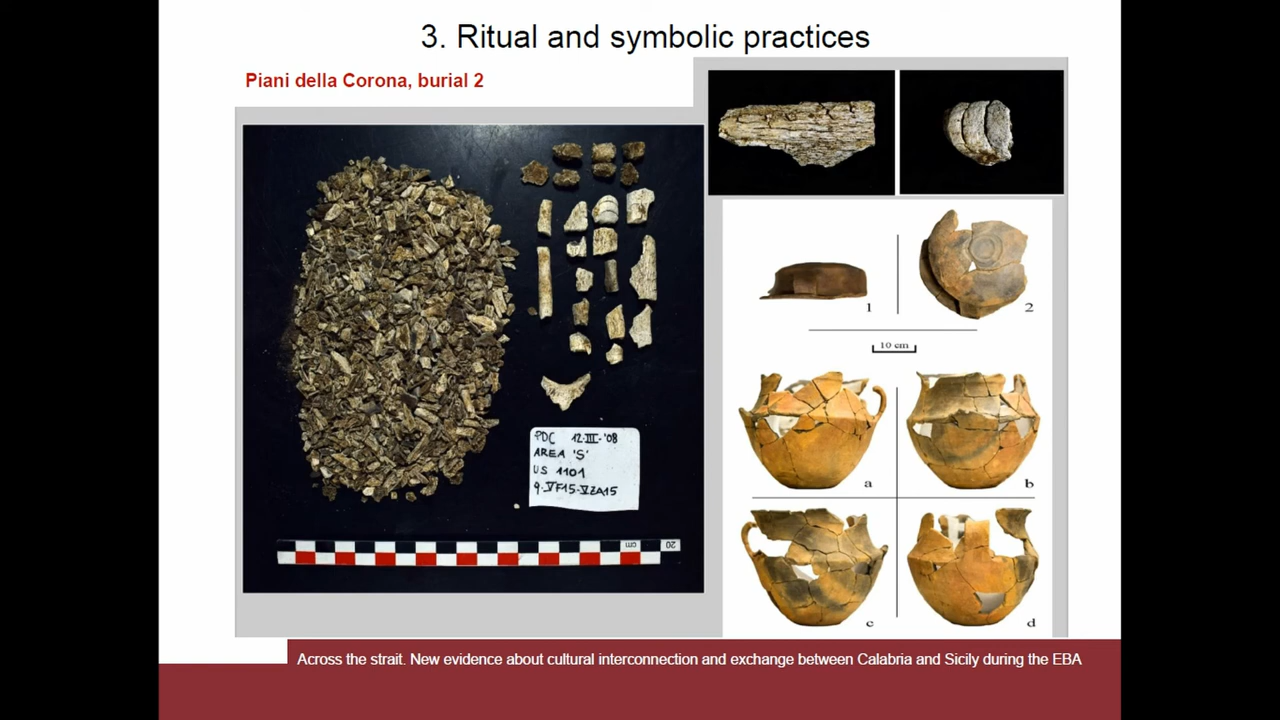 3. Ritual and symbolic practices
Piani della Corona, burial 2
PDC 12·III·'08
AREA 'S'
US 1101
9·VF15-VZA15
cm
20
1
2
10 cm
a
b
c
d
Across the strait. New evidence about cultural interconnection and exchange between Calabria and Sicily during the EBA